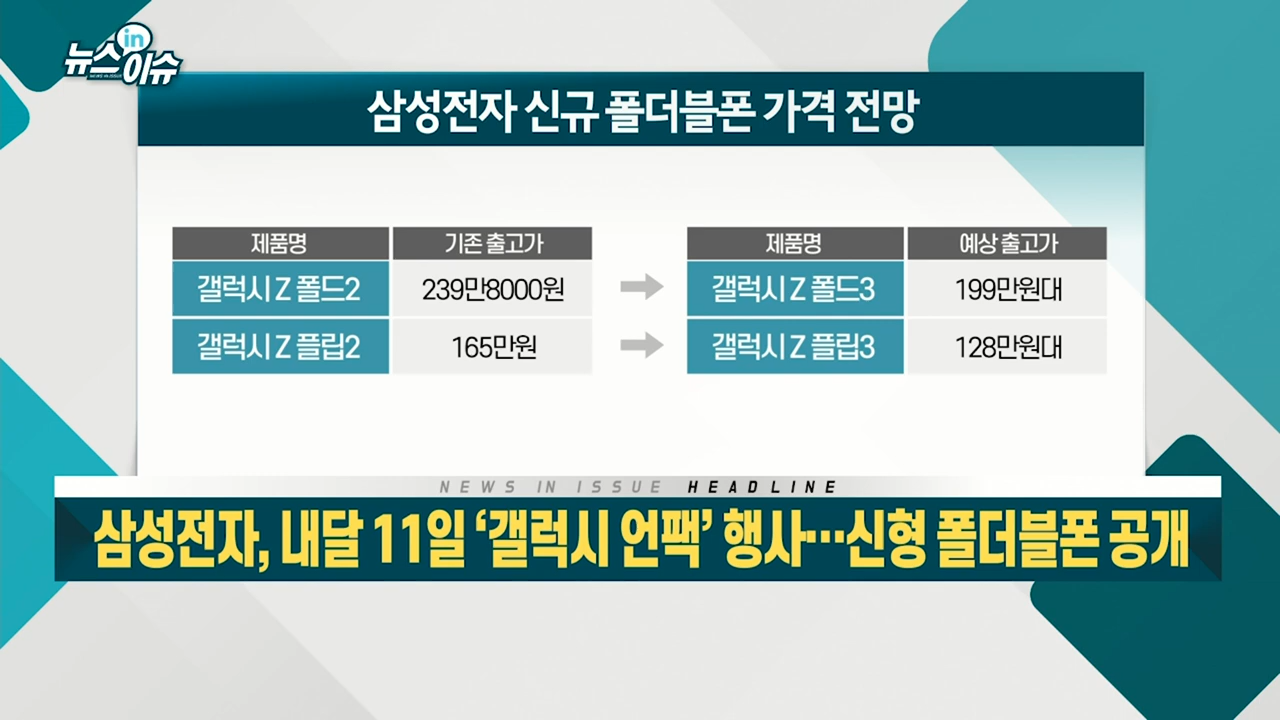 뉴스in이슈
NEWS IN ISSUE
삼성전자 신규 폴더블폰 가격 전망
제품명 기존 출고가 제품명 예상 출고가
갤럭시 Z 폴드2 239만8000원 갤럭시 Z 폴드3 199만원대
갤럭시 Z 플립2 165만원 갤럭시 Z 플립3 128만원대
NEWS IN ISSUE HEADLINE
삼성전자, 내달 11일 ‘갤럭시 언팩’ 행사…신형 폴더블폰 공개